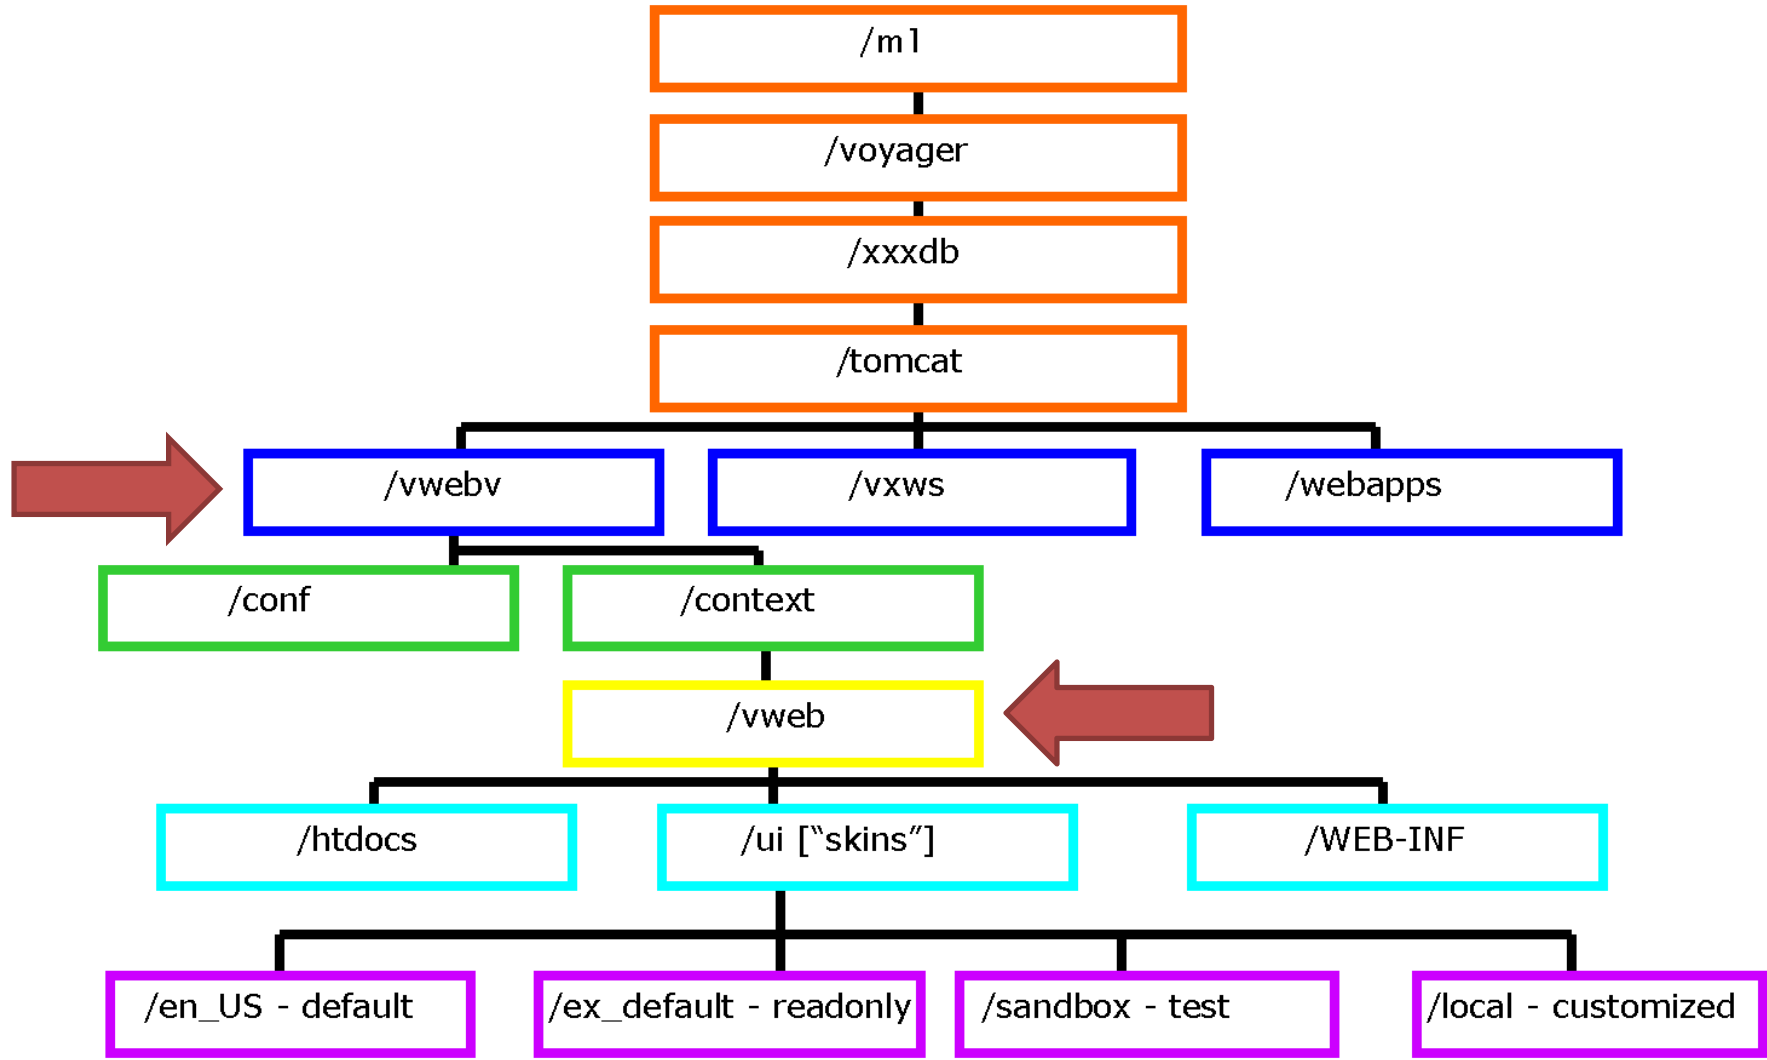 /m1
/voyager
/xxxdb
/tomcat
/vwebv
/vxws
/webapps
/conf
/context
/vweb
/htdocs
/ui [“skins”]
/WEB-INF
/en_US - default
/ex_default - readonly
/sandbox - test
/local - customized